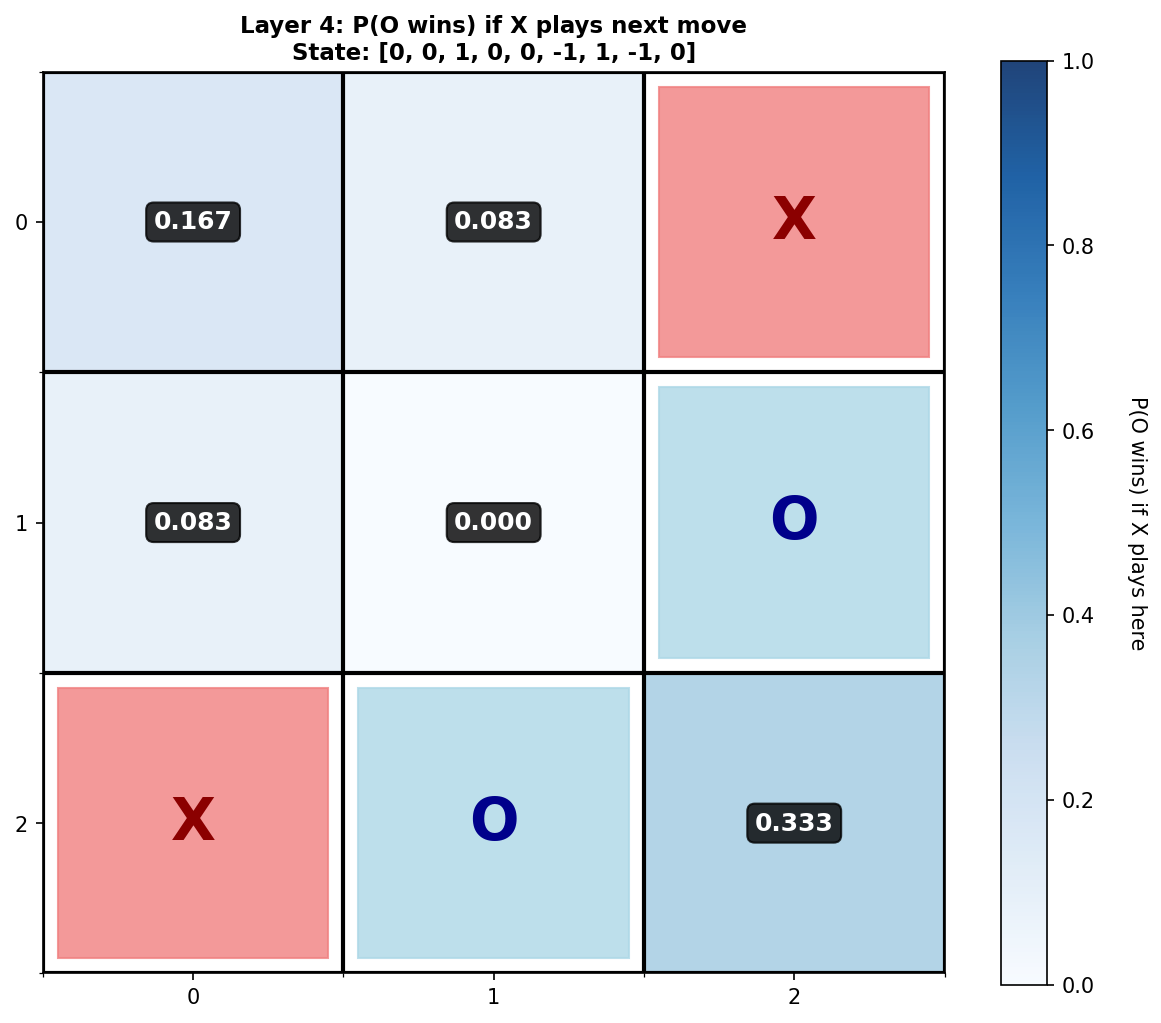 Layer 4: P(O wins) if X plays next move
State: [0, 0, 1, 0, 0, -1, 1, -1, 0]
0
0.167
0.083
X
1
0.083
0.000
O
2
X
O
0.333
0
1
2
1.0
0.8
0.6
0.4
0.2
0.0
P(O wins) if X plays here